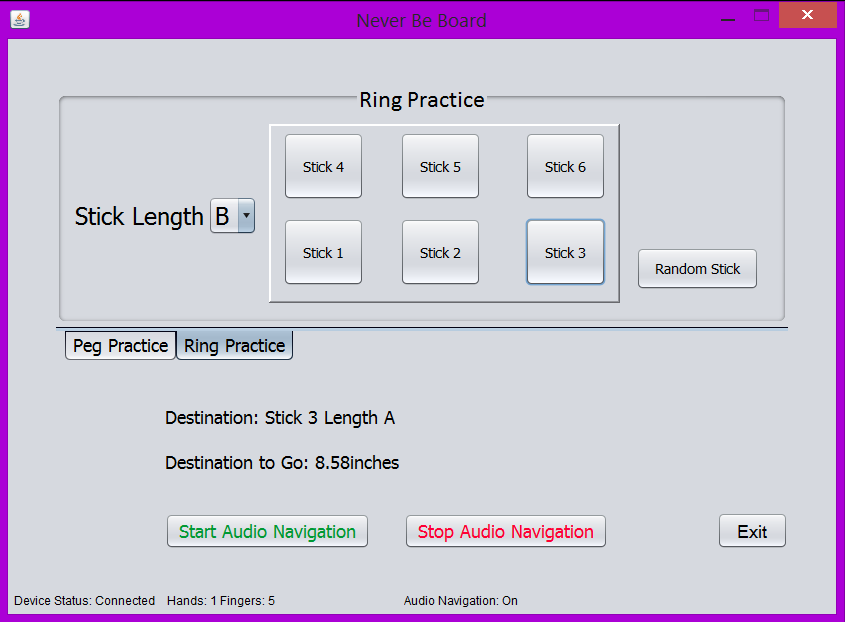 Never Be Board
Ring Practice
Stick 4 Stick 5 Stick 6
Stick Length B
Stick 1 Stick 2 Stick 3
Random Stick
Peg Practice Ring Practice
Destination: Stick 3 Length A
Destination to Go: 8.58inches
Start Audio Navigation Stop Audio Navigation Exit
Device Status: Connected Hands: 1 Fingers: 5 Audio Navigation: On